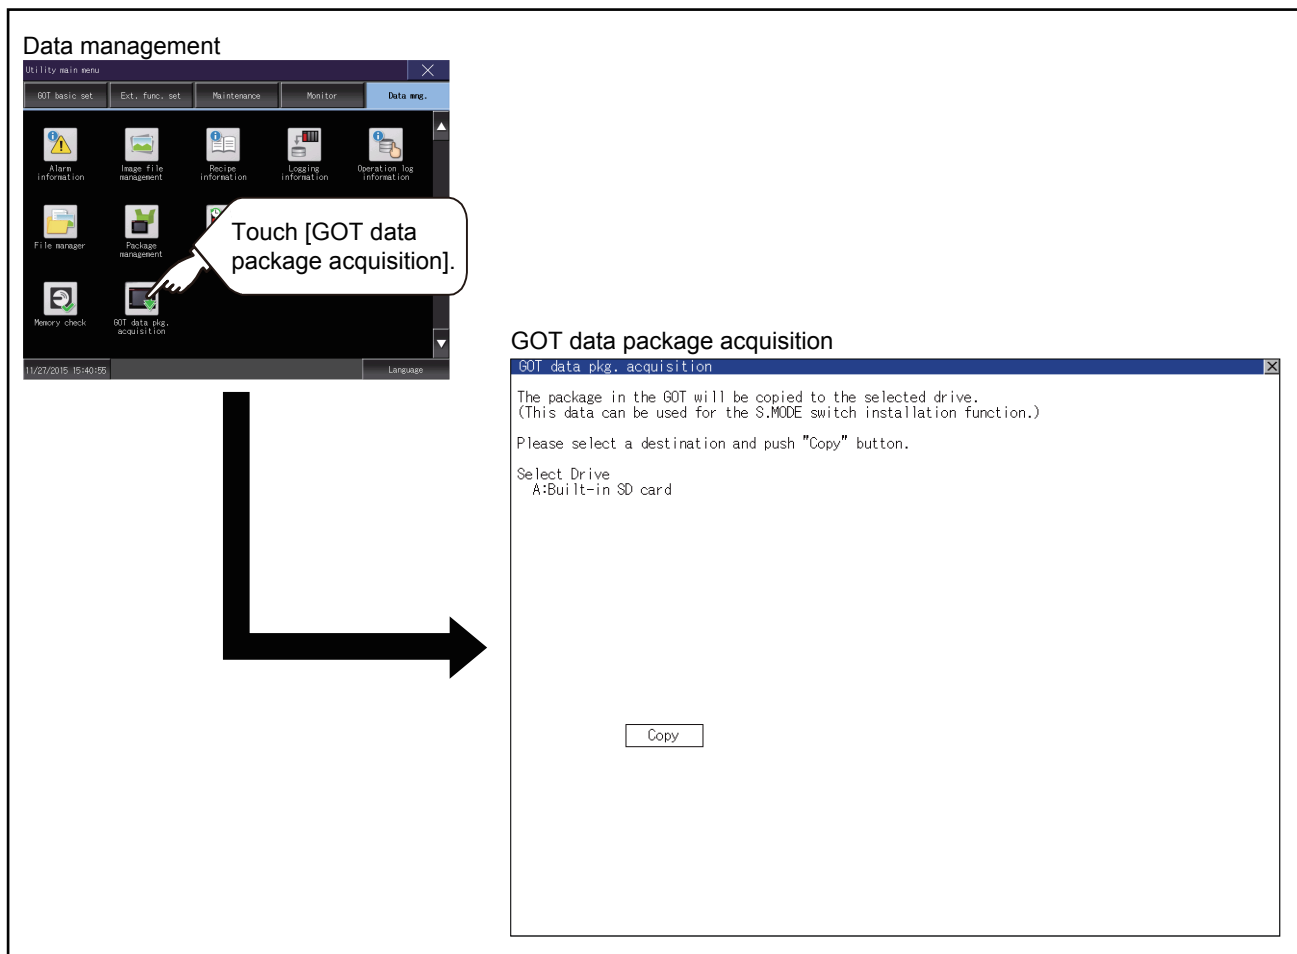 Data management
Utility main menu
GOT basic set Ext. func. set Maintenance Monitor Data mng.
Alarm information
Image file management
Recipe information
Logging information
Operation log information
File manager
Package management
Touch [GOT data
package acquisition].
Memory check
GOT data pkg. acquisition
11/27/2015 15:40:55
Language
GOT data package acquisition
GOT data pkg. acquisition
The package in the GOT will be copied to the selected drive.
(This data can be used for the S.MODE switch installation function.)
Please select a destination and push "Copy" button.
Select Drive
A:Built-in SD card
Copy